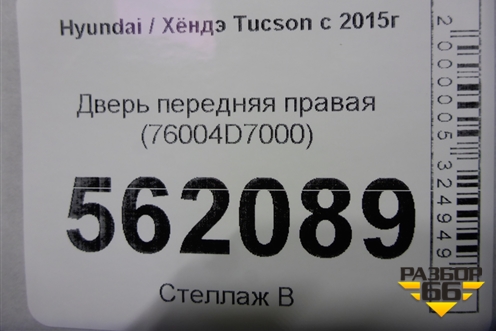 Hyundai / Хёндэ Tucson с 2015г
Дверь передняя правая
(76004D7000)
562089
Стеллаж В
2000005324949
РАЗБОР
66